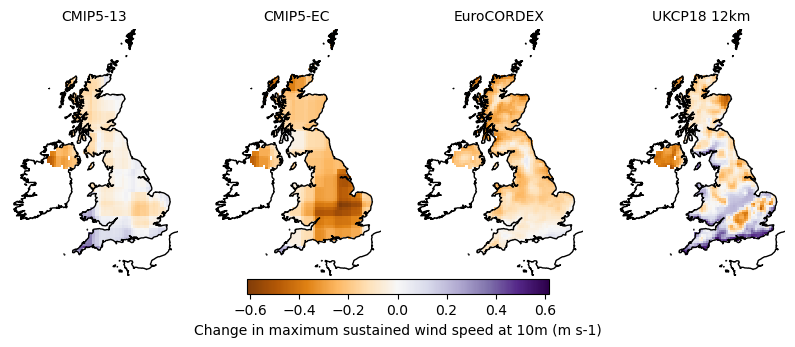 CMIP5-13 CMIP5-EC EuroCORDEX UKCP18 12km
−0.6 −0.4 −0.2 0.0 0.2 0.4 0.6
Change in maximum sustained wind speed at 10m (m s-1)